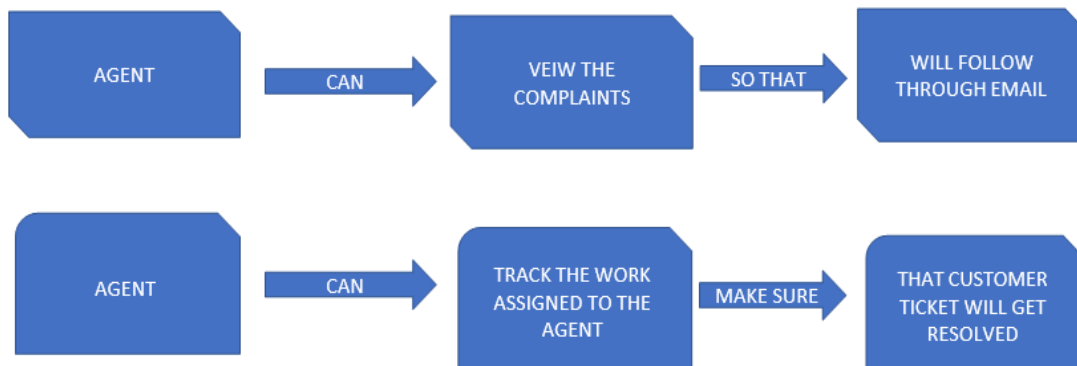 AGENT
CAN
VEIW THE
COMPLAINTS
SO THAT
WILL FOLLOW
THROUGH EMAIL
AGENT
CAN
TRACK THE WORK
ASSIGNED TO THE
AGENT
MAKE SURE
THAT CUSTOMER
TICKET WILL GET
RESOLVED